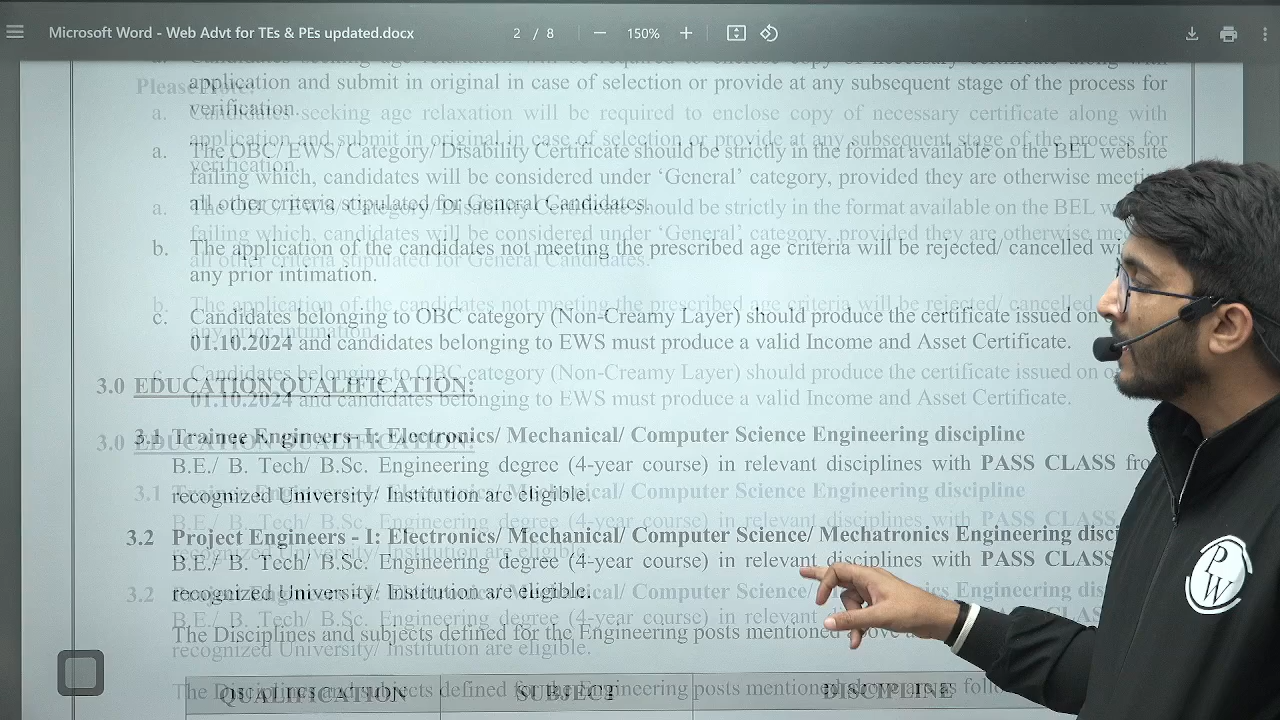 Microsoft Word - Web Advt for TEs & PEs updated.docx
2 / 8
150%
application and submit in original in case of selection or provide at any subsequent stage of the process for
verification.
a. The OBC/ EWS/ Category/ Disability Certificate should be strictly in the format available on the BEL website
failing which, candidates will be considered under ‘General’ category, provided they are otherwise
all other criteria stipulated for General Candidates.
b. The application of the candidates not meeting the prescribed age criteria will be rejected/ cancelled
any prior intimation.
c. Candidates belonging to OBC category (Non-Creamy Layer) should produce the certificate issued on
01.10.2024 and candidates belonging to EWS must produce a valid Income and Asset Certificate.
3.0 EDUCATION QUALIFICATION:
3.1 Trainee Engineers- I: Electronics/ Mechanical/ Computer Science Engineering discipline
B.E./ B. Tech/ B.Sc. Engineering degree (4-year course) in relevant disciplines with PASS CLASS
recognized University/ Institution are eligible.
3.2 Project Engineers - I: Electronics/ Mechanical/ Computer Science/ Mechatronics Engineering
B.E./ B. Tech/ B.Sc. Engineering degree (4-year course) in relevant disciplines with PASS CLASS
recognized University/ Institution are eligible.
The Disciplines and subjects defined for the Engineering posts mentioned above
QUALIFICATION SUBJECT DISCIPLINE
PW